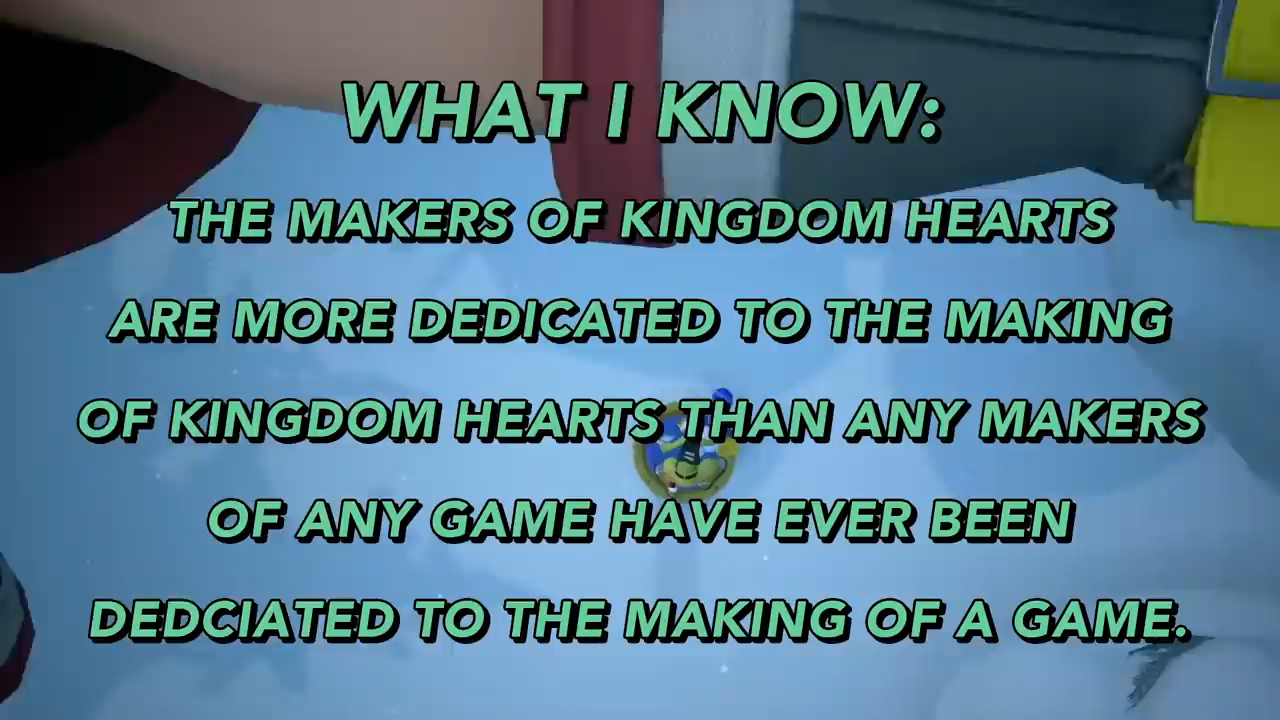 WHAT I KNOW:
THE MAKERS OF KINGDOM HEARTS
ARE MORE DEDICATED TO THE MAKING
OF KINGDOM HEARTS THAN ANY MAKERS
OF ANY GAME HAVE EVER BEEN
DEDCIATED TO THE MAKING OF A GAME.